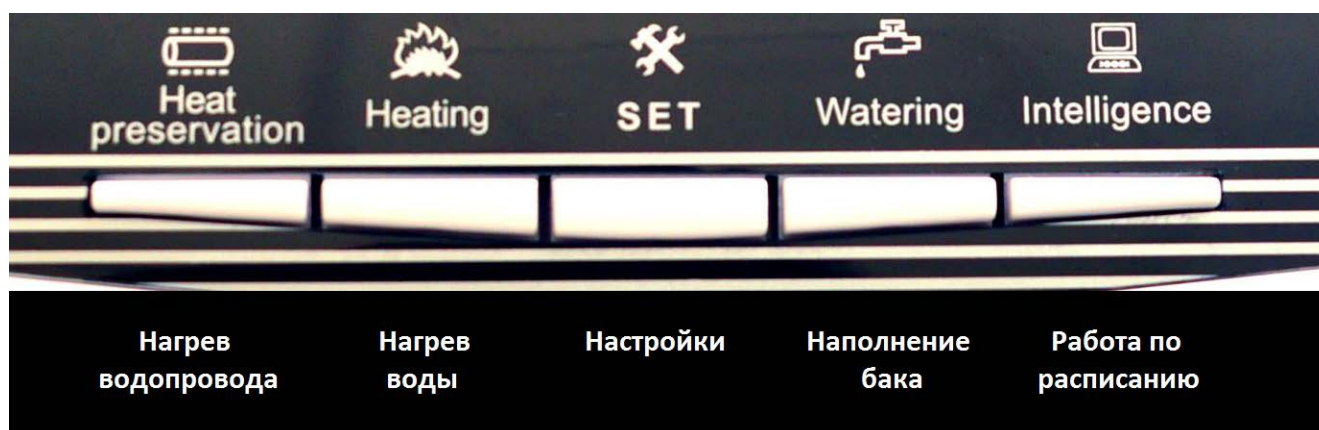 Heat
preservation
Heating
SET
Watering
Intelligence
Нагрев
водопровода
Нагрев
воды
Настройки
Наполнение
бака
Работа по
расписанию